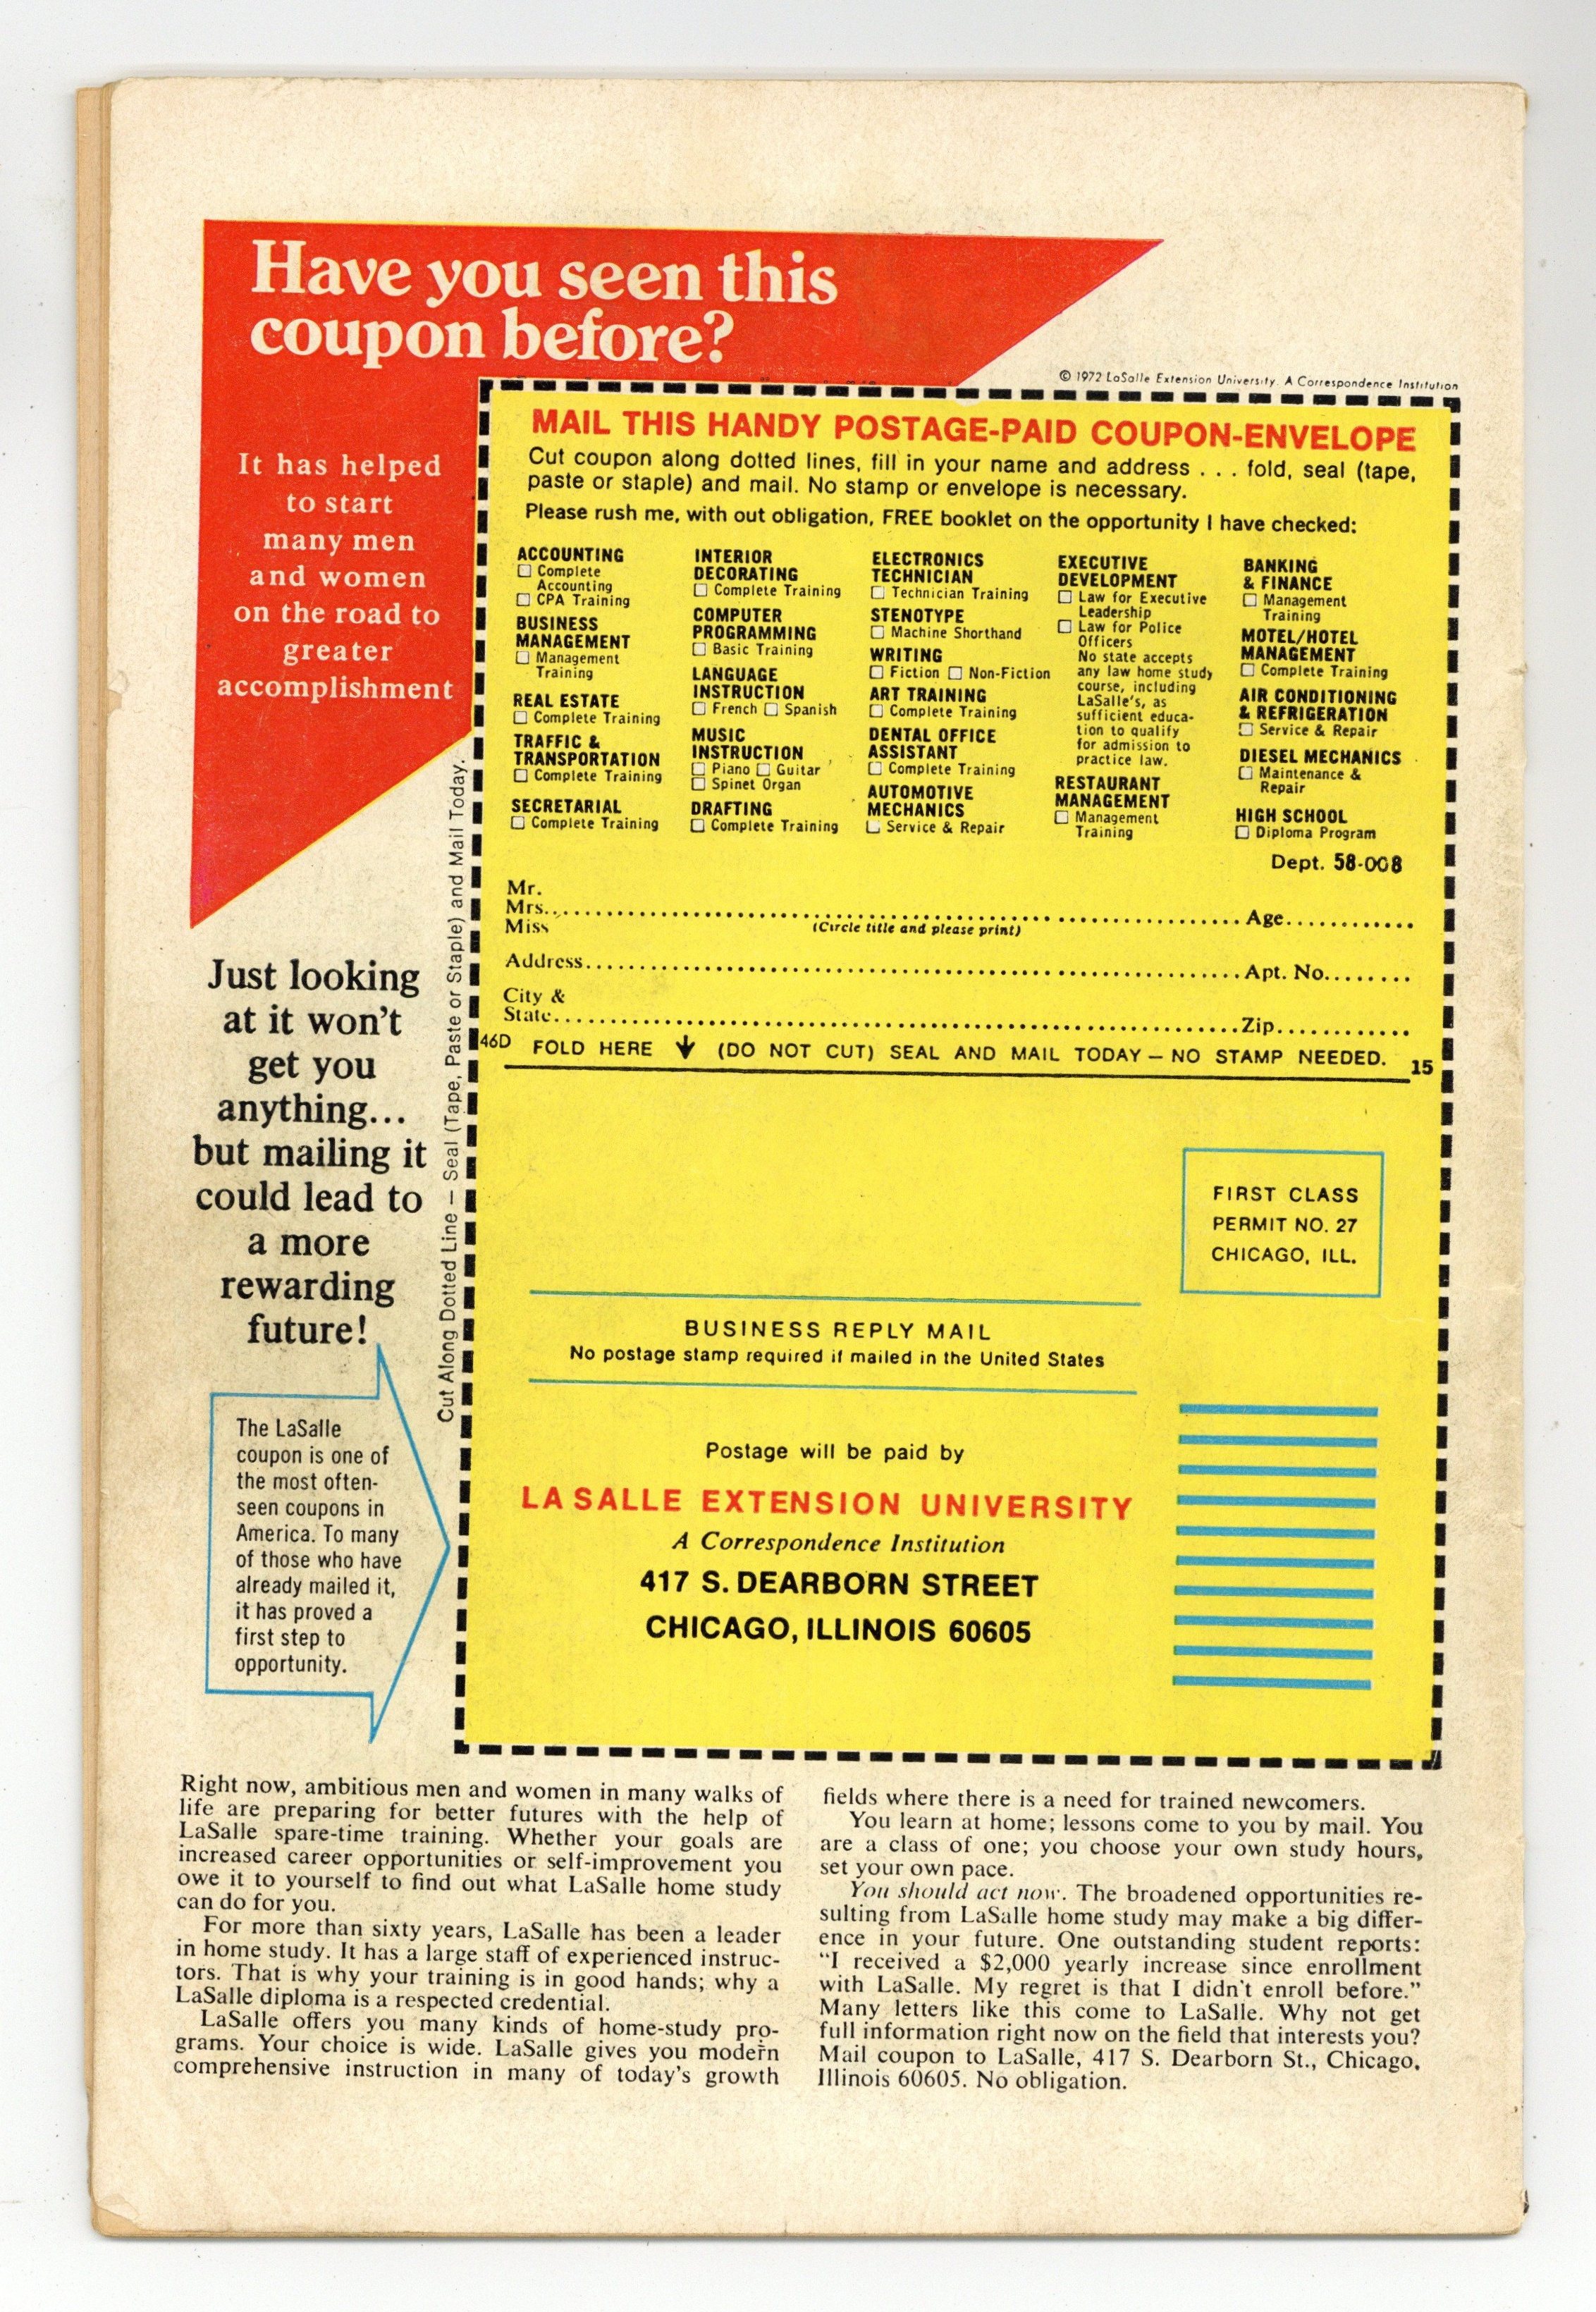 Have you seen this
coupon before?
© 1972 LaSalle Extension University. A Correspondence Institution
It has helped
to start
many men
and women
on the road to
greater
accomplishment
Just looking
at it won't
get you
anything...
but mailing it
could lead to
a more
rewarding
future!
The LaSalle
coupon is one of
the most often-
seen coupons in
America. To many
of those who have
already mailed it,
it has proved a
first step to
opportunity.
Cut Along Dotted Line — Seal (Tape, Paste or Staple) and Mail Today.
MAIL THIS HANDY POSTAGE-PAID COUPON-ENVELOPE
Cut coupon along dotted lines, fill in your name and address . . . fold, seal (tape,
paste or staple) and mail. No stamp or envelope is necessary.
Please rush me, with out obligation, FREE booklet on the opportunity I have checked:
ACCOUNTING
☐ Complete
Accounting
☐ CPA Training
BUSINESS
MANAGEMENT
☐ Management
Training
REAL ESTATE
☐ Complete Training
TRAFFIC &
TRANSPORTATION
☐ Complete Training
SECRETARIAL
☐ Complete Training
INTERIOR
DECORATING
☐ Complete Training
COMPUTER
PROGRAMMING
☐ Basic Training
LANGUAGE
INSTRUCTION
☐ French ☐ Spanish
MUSIC
INSTRUCTION
☐ Piano ☐ Guitar
☐ Spinet Organ
DRAFTING
☐ Complete Training
ELECTRONICS
TECHNICIAN
☐ Technician Training
STENOTYPE
☐ Machine Shorthand
WRITING
☐ Fiction ☐ Non-Fiction
ART TRAINING
☐ Complete Training
DENTAL OFFICE
ASSISTANT
☐ Complete Training
AUTOMOTIVE
MECHANICS
☐ Service & Repair
EXECUTIVE
DEVELOPMENT
☐ Law for Executive
Leadership
☐ Law for Police
Officers
No state accepts
any law home study
course, including
LaSalle's, as
sufficient educa-
tion to qualify
for admission to
practice law.
RESTAURANT
MANAGEMENT
☐ Management
Training
BANKING
& FINANCE
☐ Management
Training
MOTEL/HOTEL
MANAGEMENT
☐ Complete Training
AIR CONDITIONING
& REFRIGERATION
☐ Service & Repair
DIESEL MECHANICS
☐ Maintenance &
Repair
HIGH SCHOOL
☐ Diploma Program
Dept. 58-008
Mr.
Mrs. Age
Miss (Circle title and please print)
Address Apt. No.
City &
State Zip
46D FOLD HERE ↓ (DO NOT CUT) SEAL AND MAIL TODAY — NO STAMP NEEDED. 15
FIRST CLASS
PERMIT NO. 27
CHICAGO, ILL.
BUSINESS REPLY MAIL
No postage stamp required if mailed in the United States
Postage will be paid by
LA SALLE EXTENSION UNIVERSITY
A Correspondence Institution
417 S. DEARBORN STREET
CHICAGO, ILLINOIS 60605
Right now, ambitious men and women in many walks of
life are preparing for better futures with the help of
LaSalle spare-time training. Whether your goals are
increased career opportunities or self-improvement you
owe it to yourself to find out what LaSalle home study
can do for you.
For more than sixty years, LaSalle has been a leader
in home study. It has a large staff of experienced instruc-
tors. That is why your training is in good hands; why a
LaSalle diploma is a respected credential.
LaSalle offers you many kinds of home-study pro-
grams. Your choice is wide. LaSalle gives you modern
comprehensive instruction in many of today's growth
fields where there is a need for trained newcomers.
You learn at home; lessons come to you by mail. You
are a class of one; you choose your own study hours,
set your own pace.
You should act now. The broadened opportunities re-
sulting from LaSalle home study may make a big differ-
ence in your future. One outstanding student reports:
"I received a $2,000 yearly increase since enrollment
with LaSalle. My regret is that I didn't enroll before."
Many letters like this come to LaSalle. Why not get
full information right now on the field that interests you?
Mail coupon to LaSalle, 417 S. Dearborn St., Chicago,
Illinois 60605. No obligation.